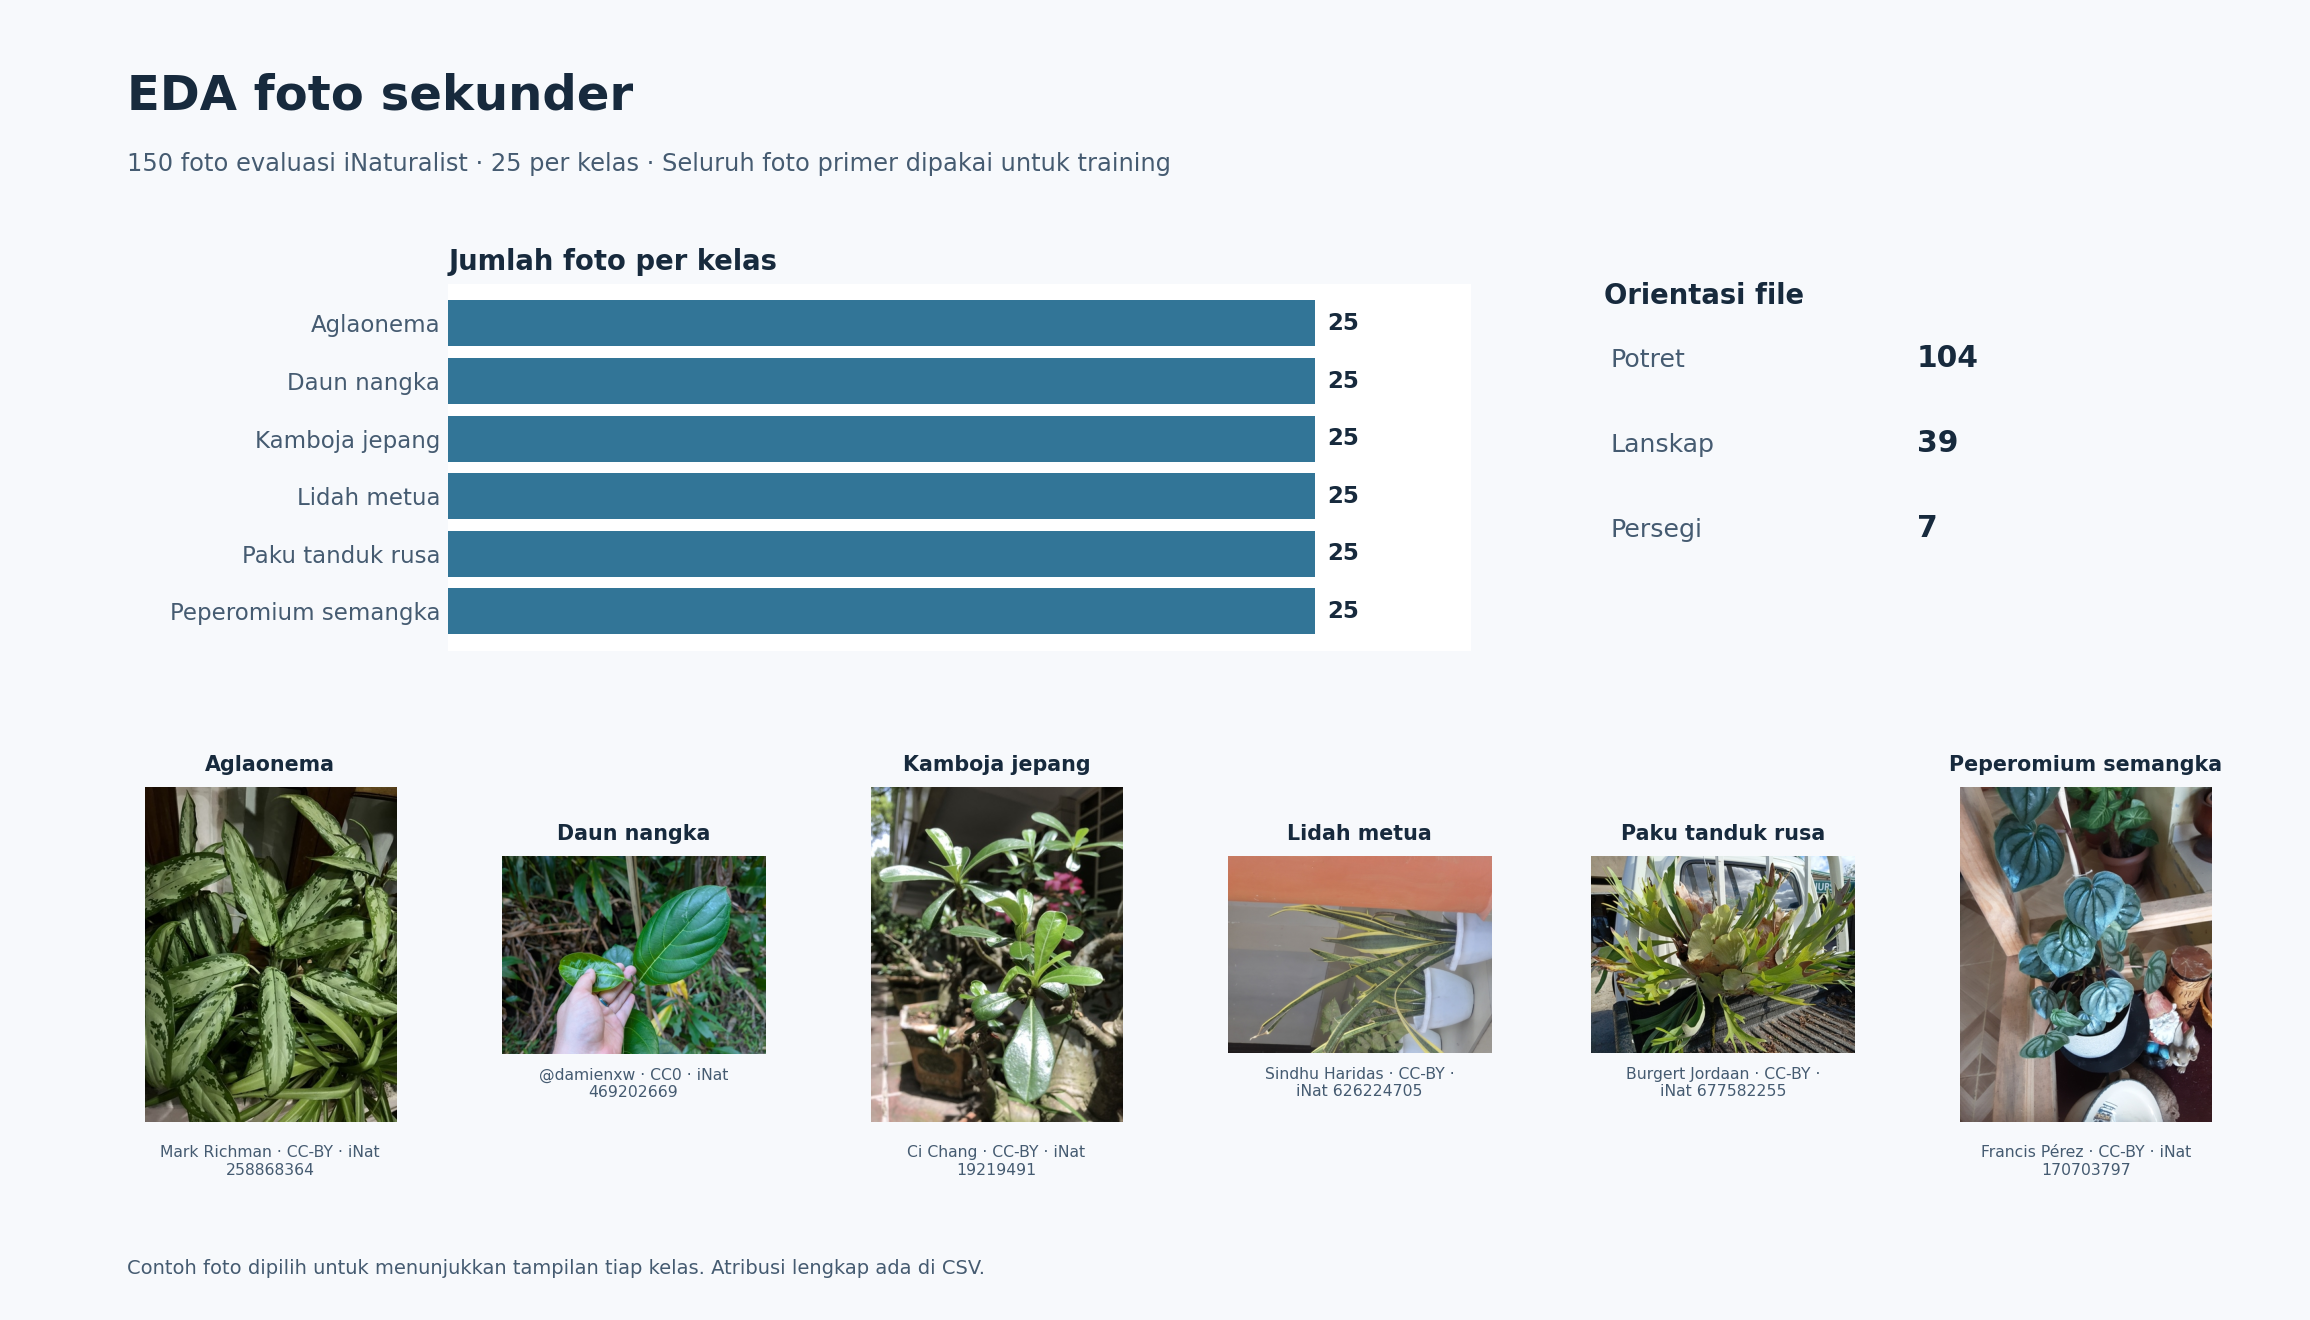 EDA foto sekunder
150 foto evaluasi iNaturalist · 25 per kelas · Seluruh foto primer dipakai untuk training
Jumlah foto per kelas
Aglaonema 25
Daun nangka 25
Kamboja jepang 25
Lidah metua 25
Paku tanduk rusa 25
Peperomium semangka 25
Orientasi file
Potret 104
Lanskap 39
Persegi 7
Aglaonema
Mark Richman · CC-BY · iNat
258868364
Daun nangka
@damienxw · CC0 · iNat
469202669
Kamboja jepang
Ci Chang · CC-BY · iNat
19219491
Lidah metua
Sindhu Haridas · CC-BY ·
iNat 626224705
Paku tanduk rusa
Burgert Jordaan · CC-BY ·
iNat 677582255
Peperomium semangka
Francis Pérez · CC-BY · iNat
170703797
Contoh foto dipilih untuk menunjukkan tampilan tiap kelas. Atribusi lengkap ada di CSV.